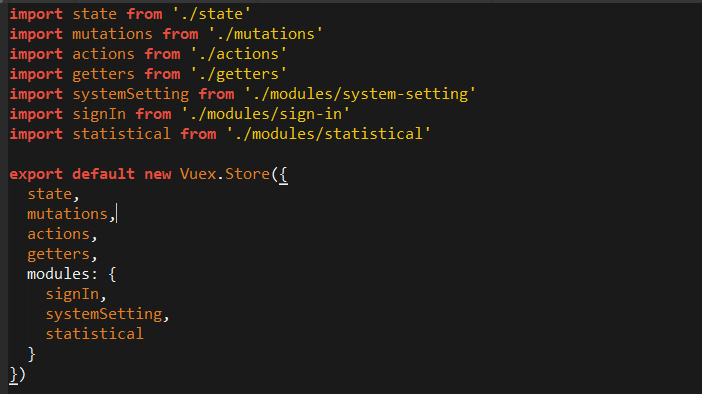 import state from './state'
import mutations from './mutations'
import actions from './actions'
import getters from './getters'
import systemSetting from './modules/system-setting'
import signIn from './modules/sign-in'
import statistical from './modules/statistical'

export default new Vuex.Store({
  state,
  mutations,
  actions,
  getters,
  modules: {
    signIn,
    systemSetting,
    statistical
  }
})